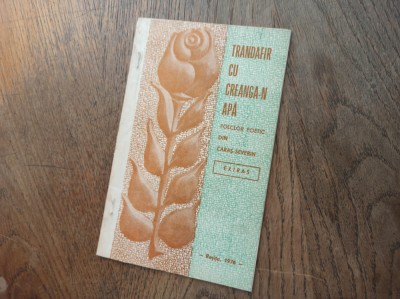 TRANDAFIR
CU
CREANGA-N
APĂ
FOLCLOR POETIC
DIN
CARAȘ-SEVERIN
EXTRAS
– Reșița, 1976 –